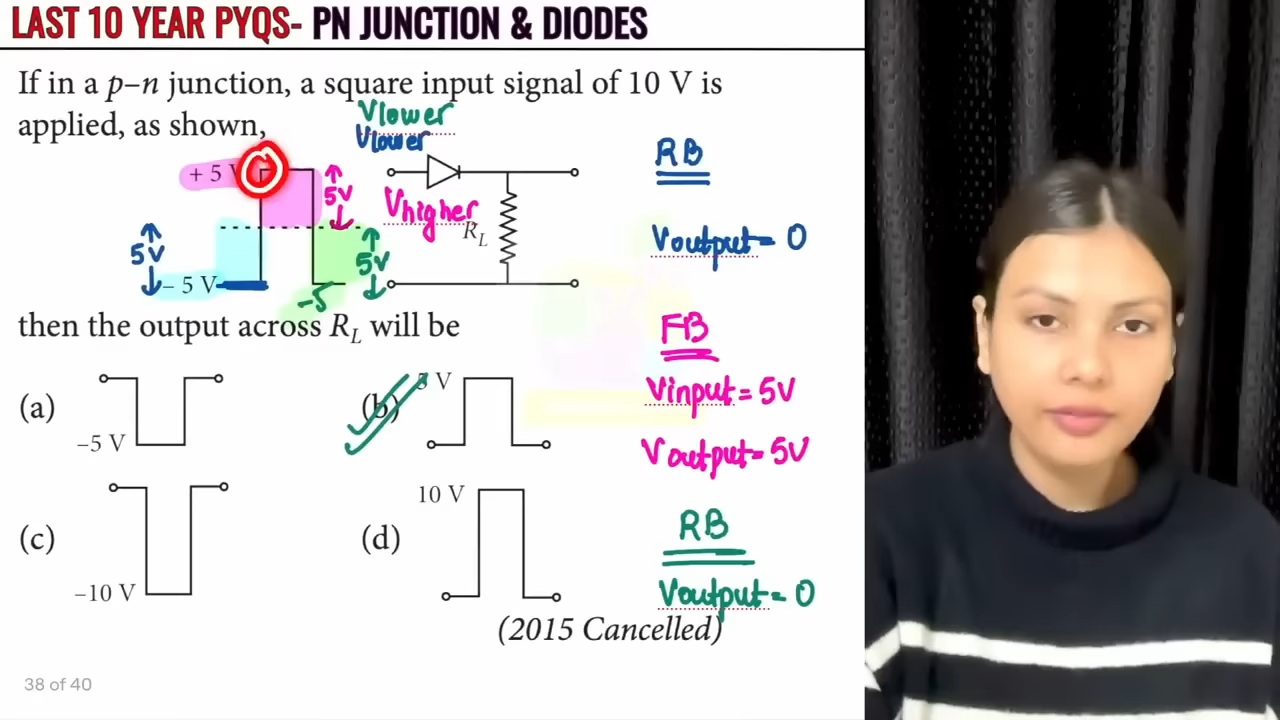 LAST 10 YEAR PYQS- PN JUNCTION & DIODES
If in a p–n junction, a square input signal of 10 V is
applied, as shown,
Vlower
Vlower
+ 5 V
5V
Vhigher
R_L
5V
– 5 V
-5
5V
RB
Voutput= 0
then the output across R_L will be
FB
Vinput= 5V
Voutput= 5V
(a)
–5 V
(b)
5 V
(c)
–10 V
(d)
10 V
RB
Voutput= 0
(2015 Cancelled)
38 of 40